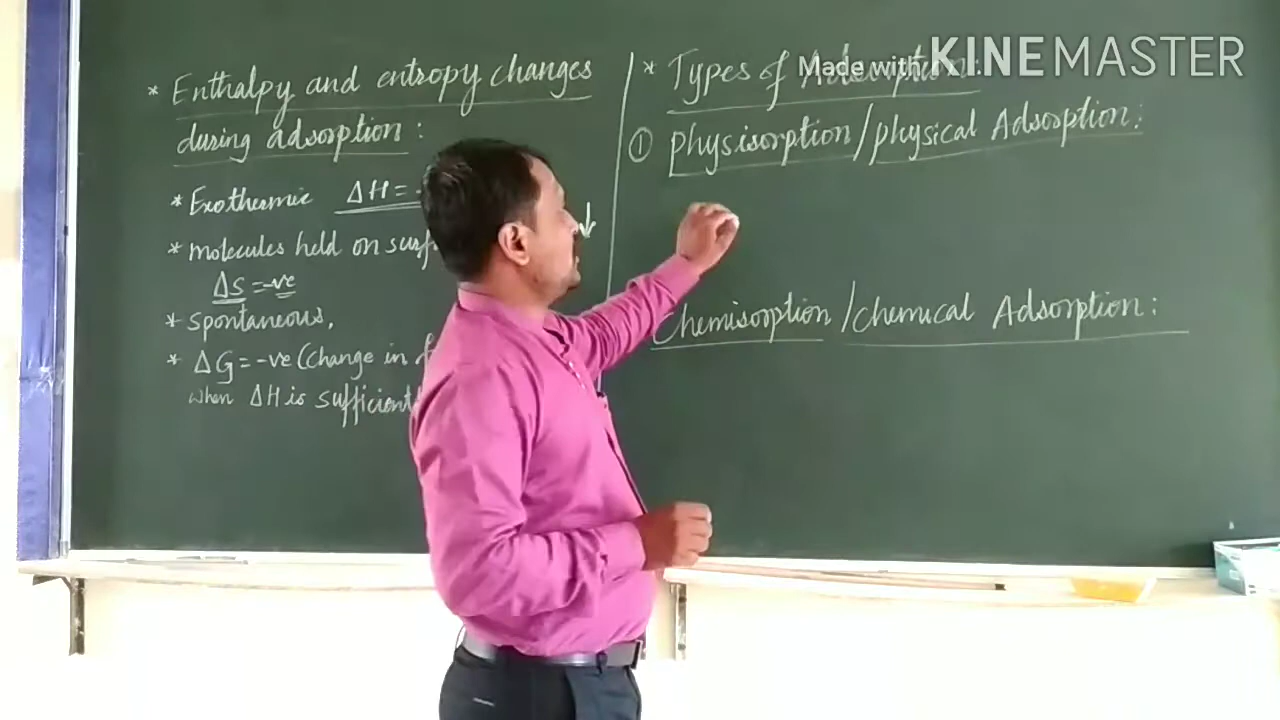 * Enthalpy and entropy changes
during adsorption :
* Exothermic ΔH = -
* Molecules held on surf
ΔS = -ve
* Spontaneous.
* ΔG = -ve (Change in f
when ΔH is sufficient
* Types of Adsorption :
Made with KINEMASTER
① Physisorption / physical Adsorption :
Chemisorption / chemical Adsorption :